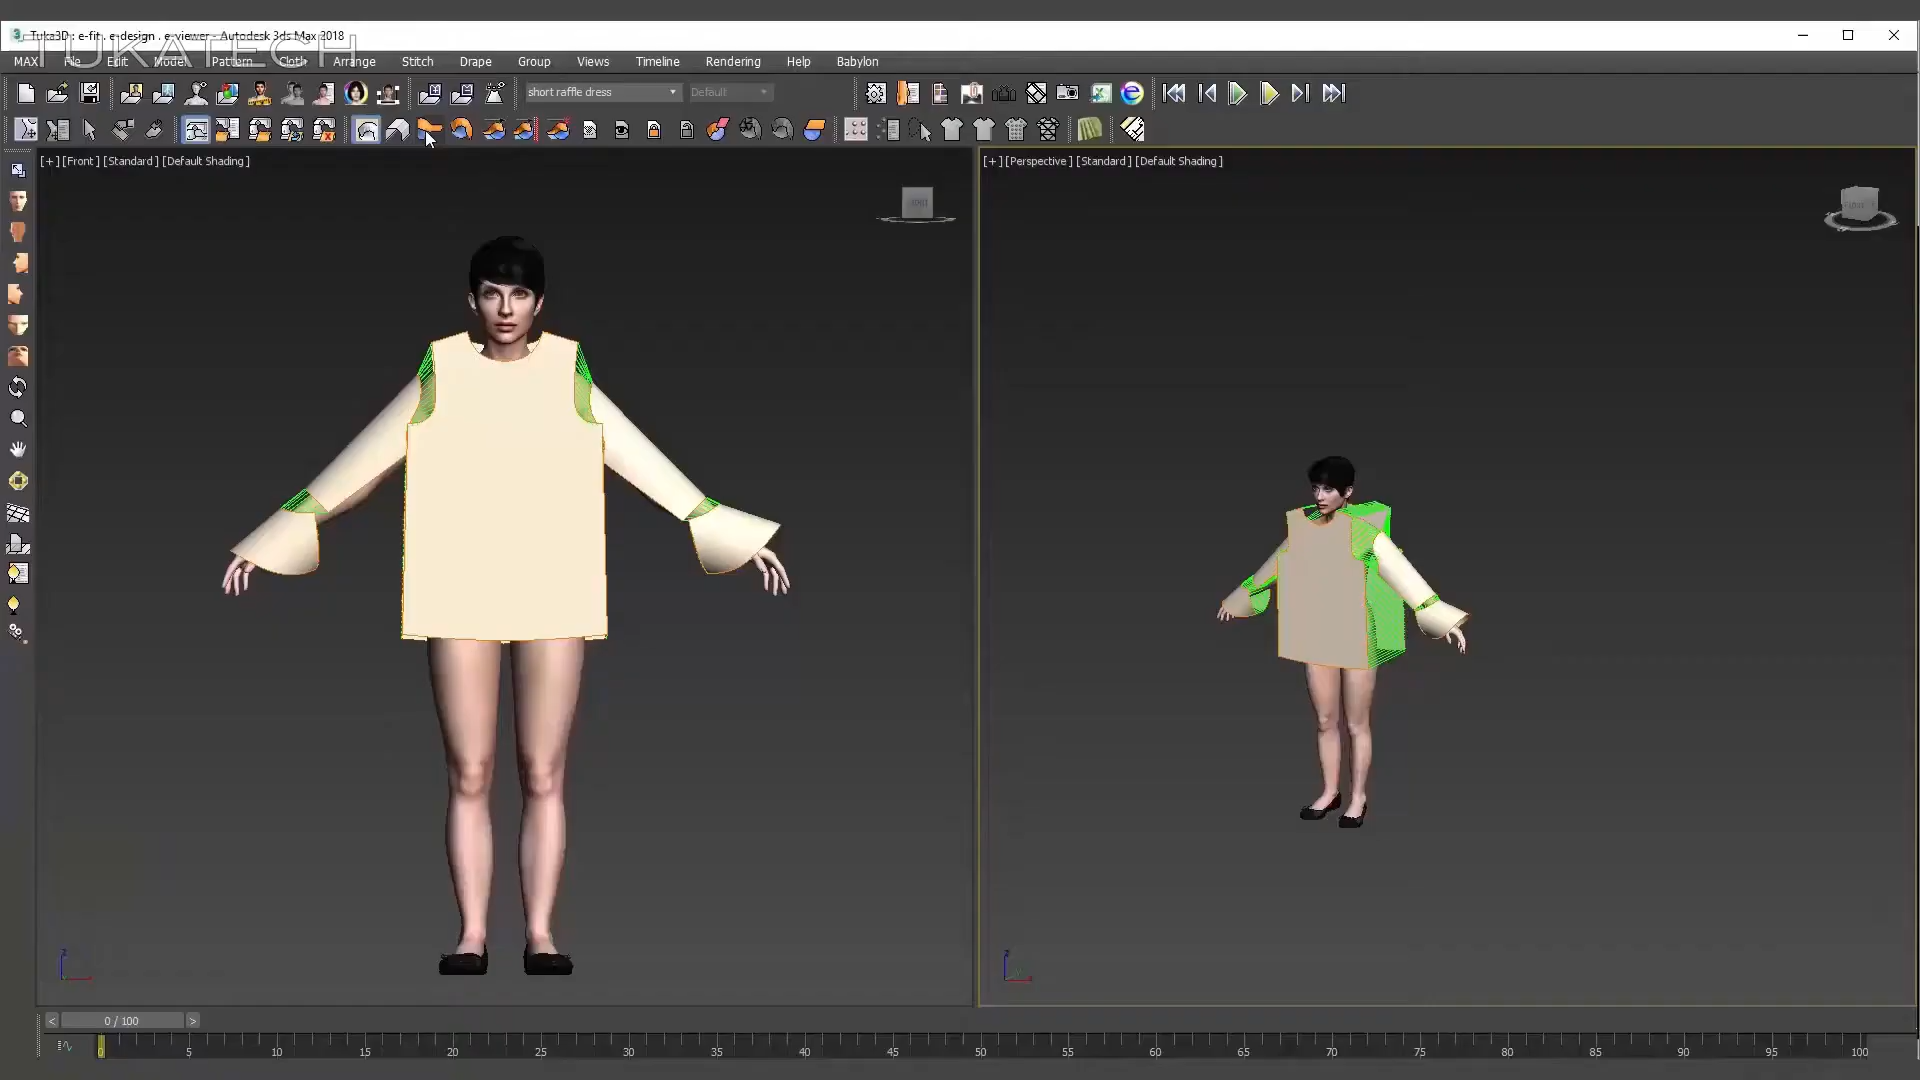 Tuka3D : e-fit . e-design . e-viewer - Autodesk 3ds Max 2018
TUKATECH
MAX File Edit Model Pattern Cloth Arrange Stitch Drape Group Views Timeline Rendering Help Babylon
short raffle dress Default
[+] [Front] [Standard] [Default Shading]
[+] [Perspective] [Standard] [Default Shading]
FRONT
z
z
< 0 / 100 >
0 5 10 15 20 25 30 35 40 45 50 55 60 65 70 75 80 85 90 95 100